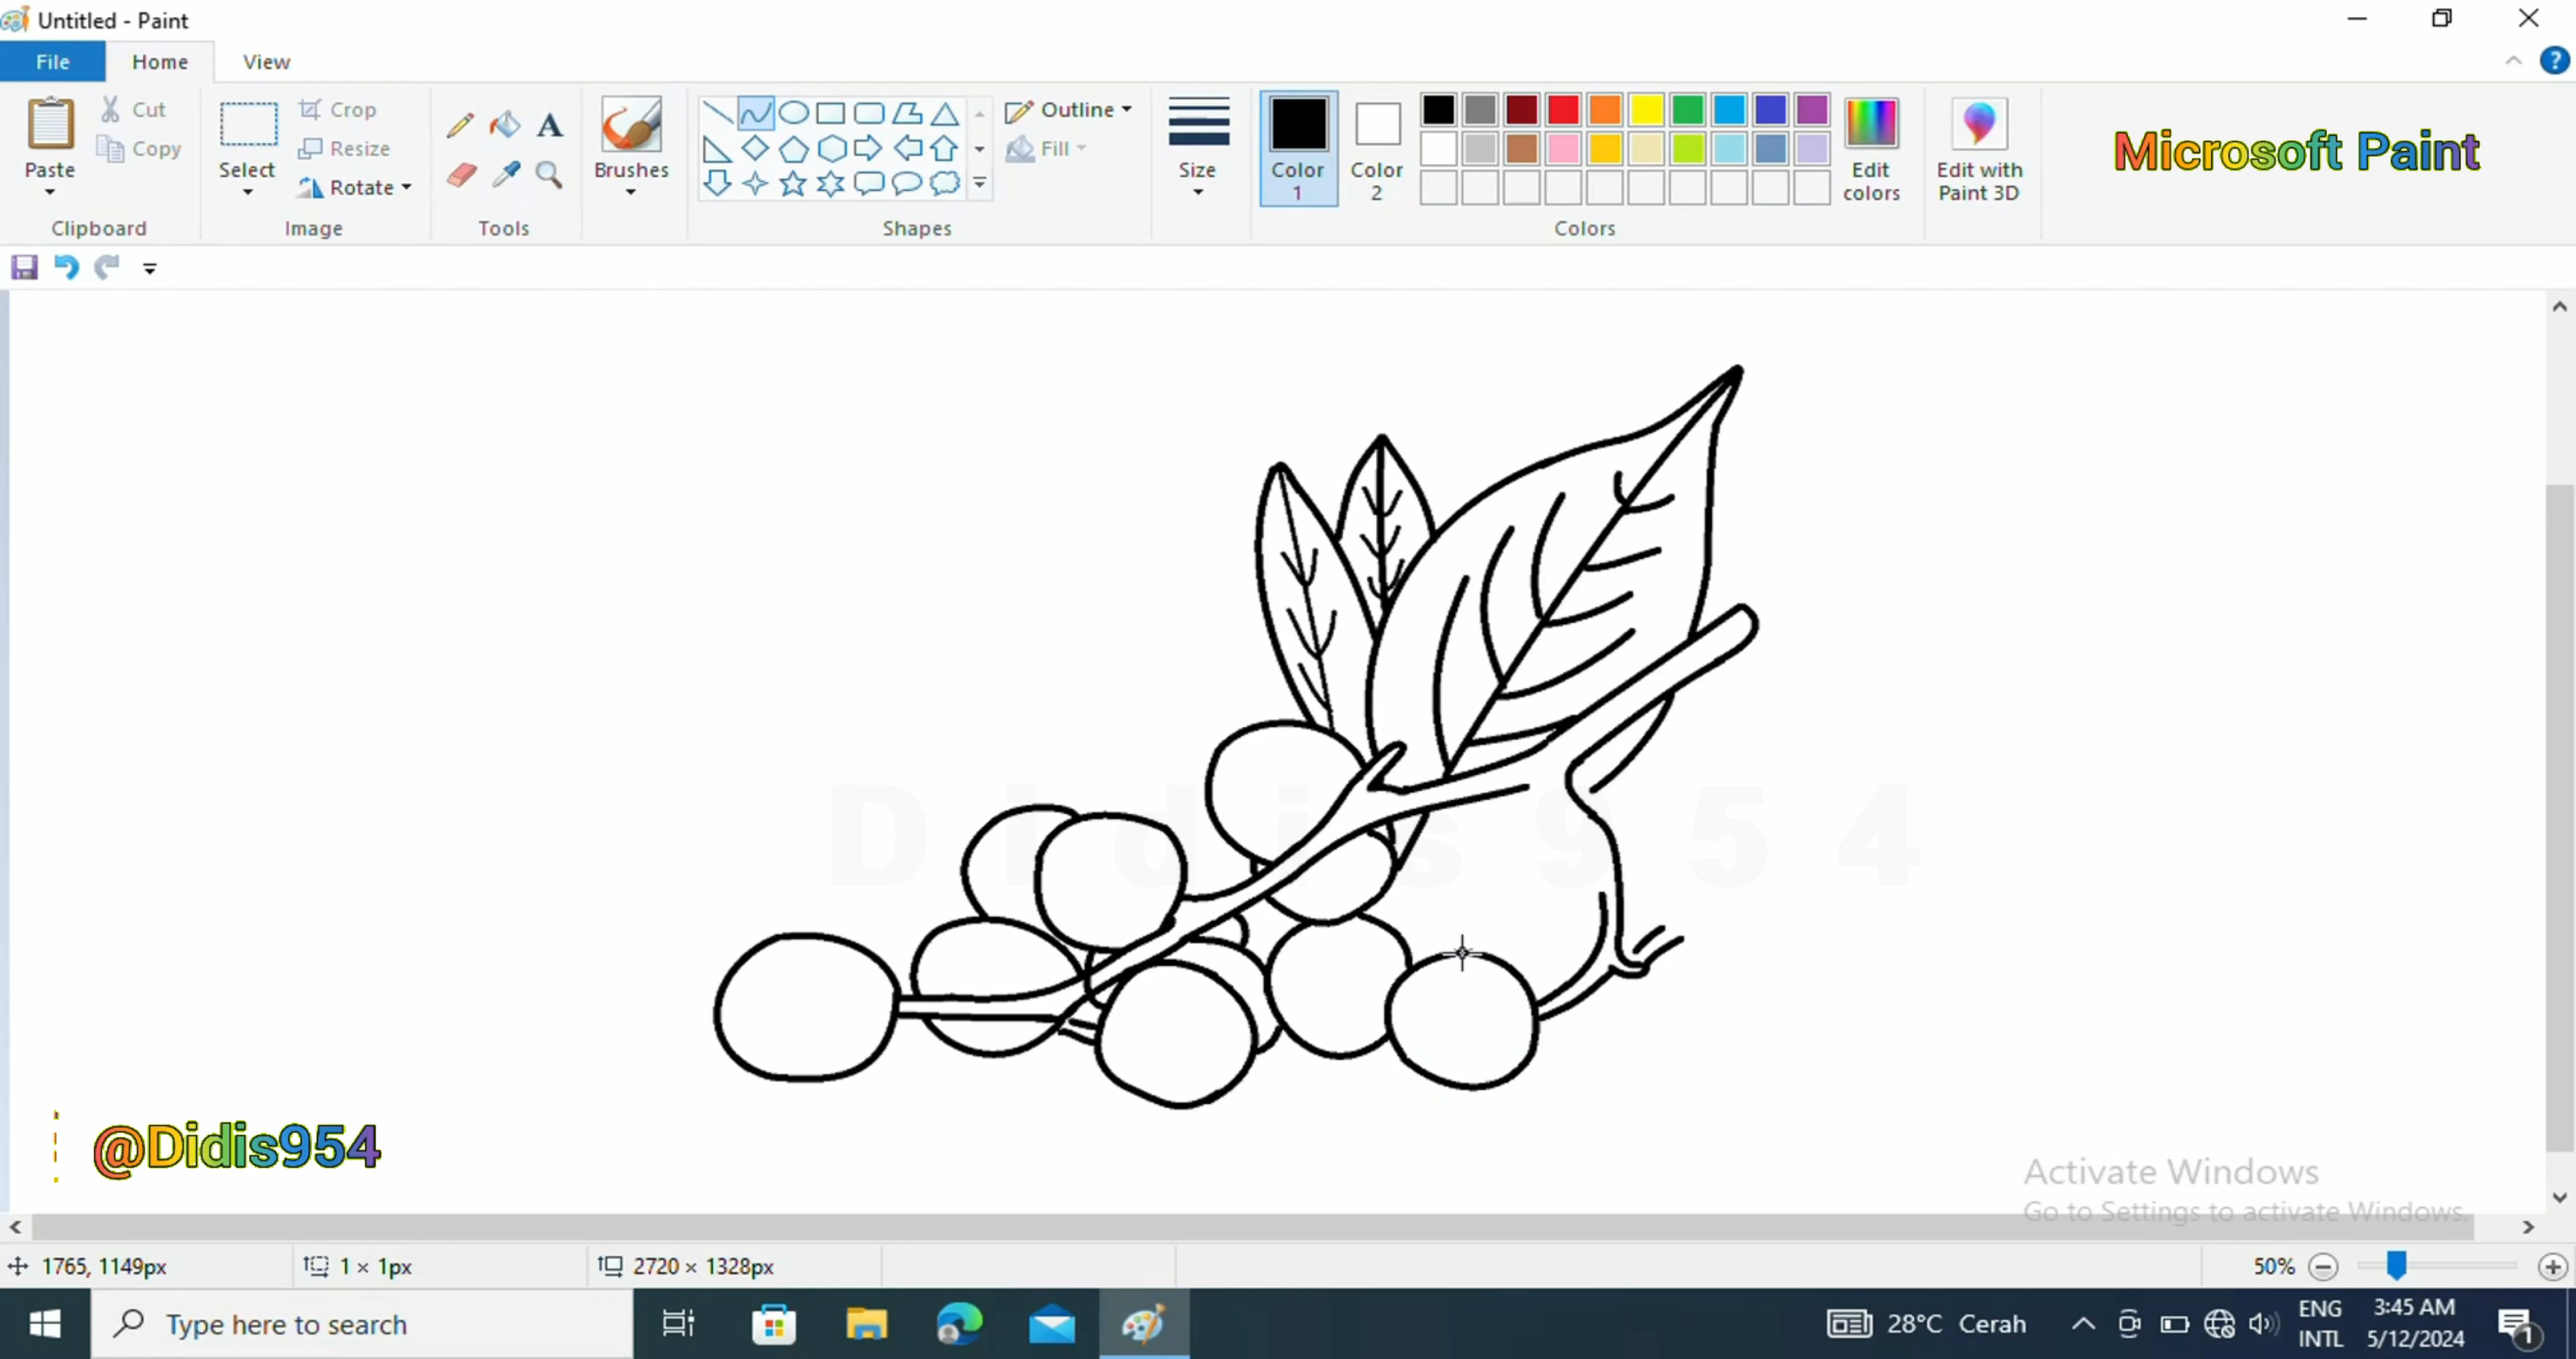 Untitled - Paint
File Home View
Paste Cut Copy Clipboard
Select Crop Resize Rotate Image
A Tools
Brushes
Outline Fill Shapes
Size
Color 1 Color 2 Edit colors Colors
Edit with Paint 3D
Microsoft Paint
Didis954
@Didis954
Activate Windows
Go to Settings to activate Windows.
1765, 1149px 1 × 1px 2720 × 1328px 50%
Type here to search 28°C Cerah ENG INTL 3:45 AM 5/12/2024 1